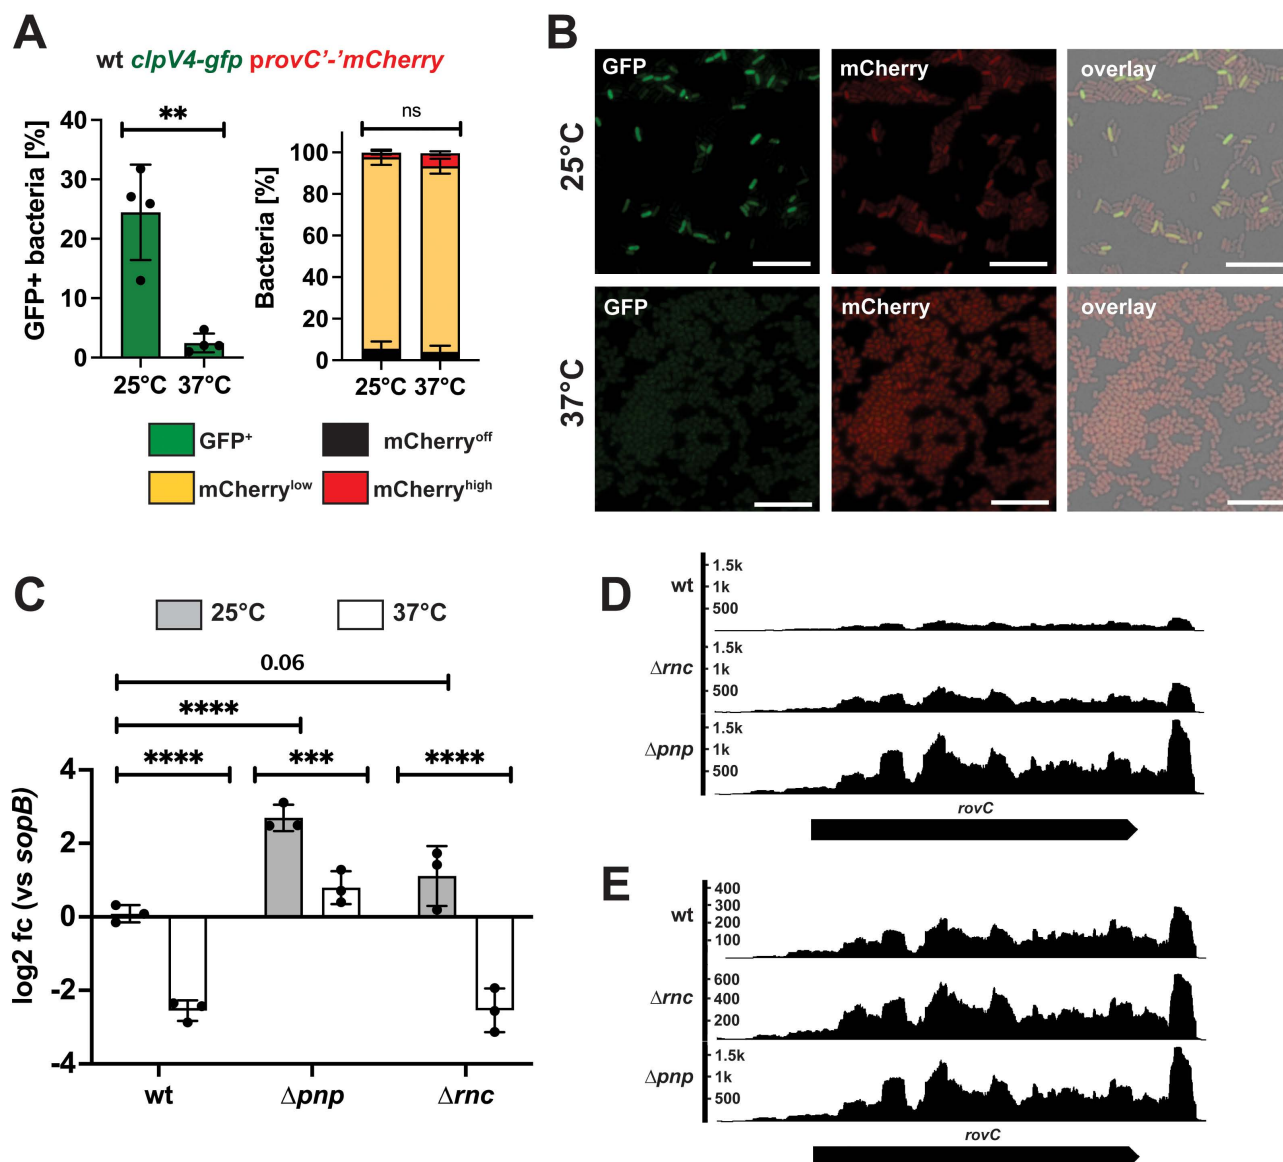 A
wt clpV4-gfp provC'-'mCherry
GFP+ bacteria [%]
40
30
20
10
0
**
25°C 37°C
Bacteria [%]
100
80
60
40
20
0
ns
25°C 37°C
GFP⁺
mCherryᵒᶠᶠ
mCherryˡᵒʷ
mCherryʰⁱᵍʰ
B
25°C
GFP
mCherry
overlay
37°C
GFP
mCherry
overlay
C
25°C
37°C
0.06
****
****
***
****
log2 fc (vs sopB)
4
2
0
-2
-4
wt
Δpnp
Δrnc
D
wt
1.5k
1k
500
Δrnc
1.5k
1k
500
Δpnp
1.5k
1k
500
rovC
E
wt
400
300
200
100
Δrnc
600
400
200
Δpnp
1.5k
1k
500
rovC